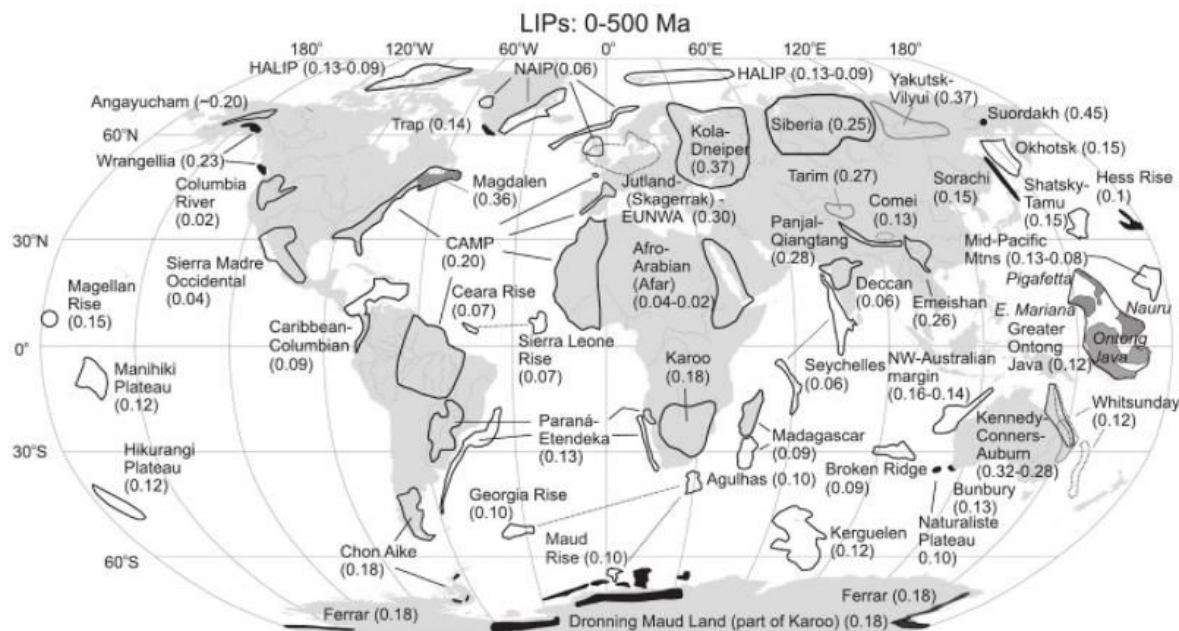 LIPs: 0-500 Ma
180°
120°W
60°W
0°
60°E
120°E
180°
HALIP (0.13-0.09)
NAIP(0.06)
HALIP (0.13-0.09)
Yakutsk-
Vilyui (0.37)
Angayucham (~0.20)
60°N
Trap (0.14)
Kola-
Dneiper
(0.37)
Siberia (0.25)
Suordakh (0.45)
Okhotsk (0.15)
Wrangellia (0.23)
Columbia
River
(0.02)
Magdalen
(0.36)
Jutland-
(Skagerrak) -
EUNWA (0.30)
Tarim (0.27)
Comei
(0.13)
Sorachi
(0.15)
Shatsky-
Tamu
(0.15)
Hess Rise
(0.1)
30°N
CAMP
(0.20)
Panjal-
Qiangtang
(0.28)
Mid-Pacific
Mtns (0.13-0.08)
Sierra Madre
Occidental
(0.04)
Afro-
Arabian
(Afar)
(0.04-0.02)
Deccan
(0.06)
Emeishan
(0.26)
Pigafetta
Nauru
E. Mariana
Magellan
Rise
(0.15)
Ceara Rise
(0.07)
Greater
Ontong
Java (0.12)
Ontong
Java
Caribbean-
Columbian
(0.09)
Sierra Leone
Rise
(0.07)
0°
Karoo
(0.18)
Seychelles
(0.06)
NW-Australian
margin
(0.16-0.14)
Manihiki
Plateau
(0.12)
Whitsunday
(0.12)
Paraná-
Etendeka
(0.13)
Madagascar
(0.09)
Kennedy-
Conners-
Auburn
(0.32-0.28)
30°S
Hikurangi
Plateau
(0.12)
Agulhas (0.10)
Broken Ridge
(0.09)
Bunbury
(0.13)
Georgia Rise
(0.10)
Naturaliste
Plateau
0.10)
Maud
Rise (0.10)
Kerguelen
(0.12)
Chon Aike
(0.18)
60°S
Ferrar (0.18)
Ferrar (0.18)
Dronning Maud Land (part of Karoo) (0.18)